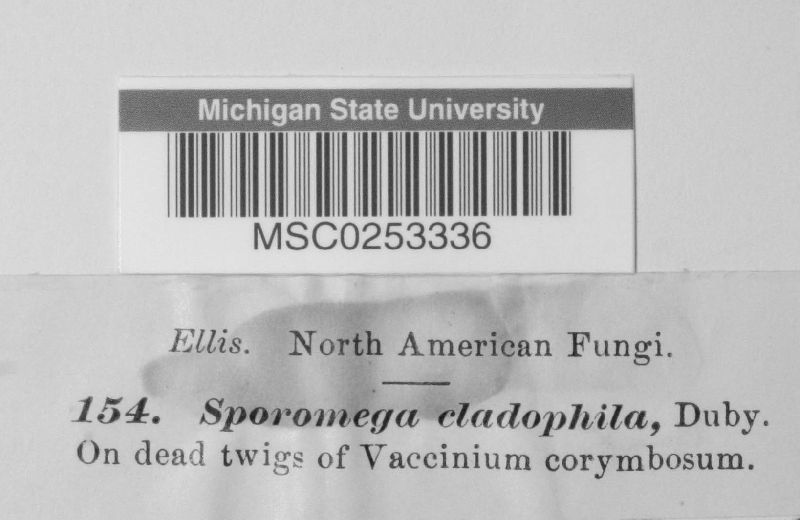 Michigan State University
MSC0253336
Ellis. North American Fungi.
154. Sporomega cladophila, Duby.
On dead twigs of Vaccinium corymbosum.